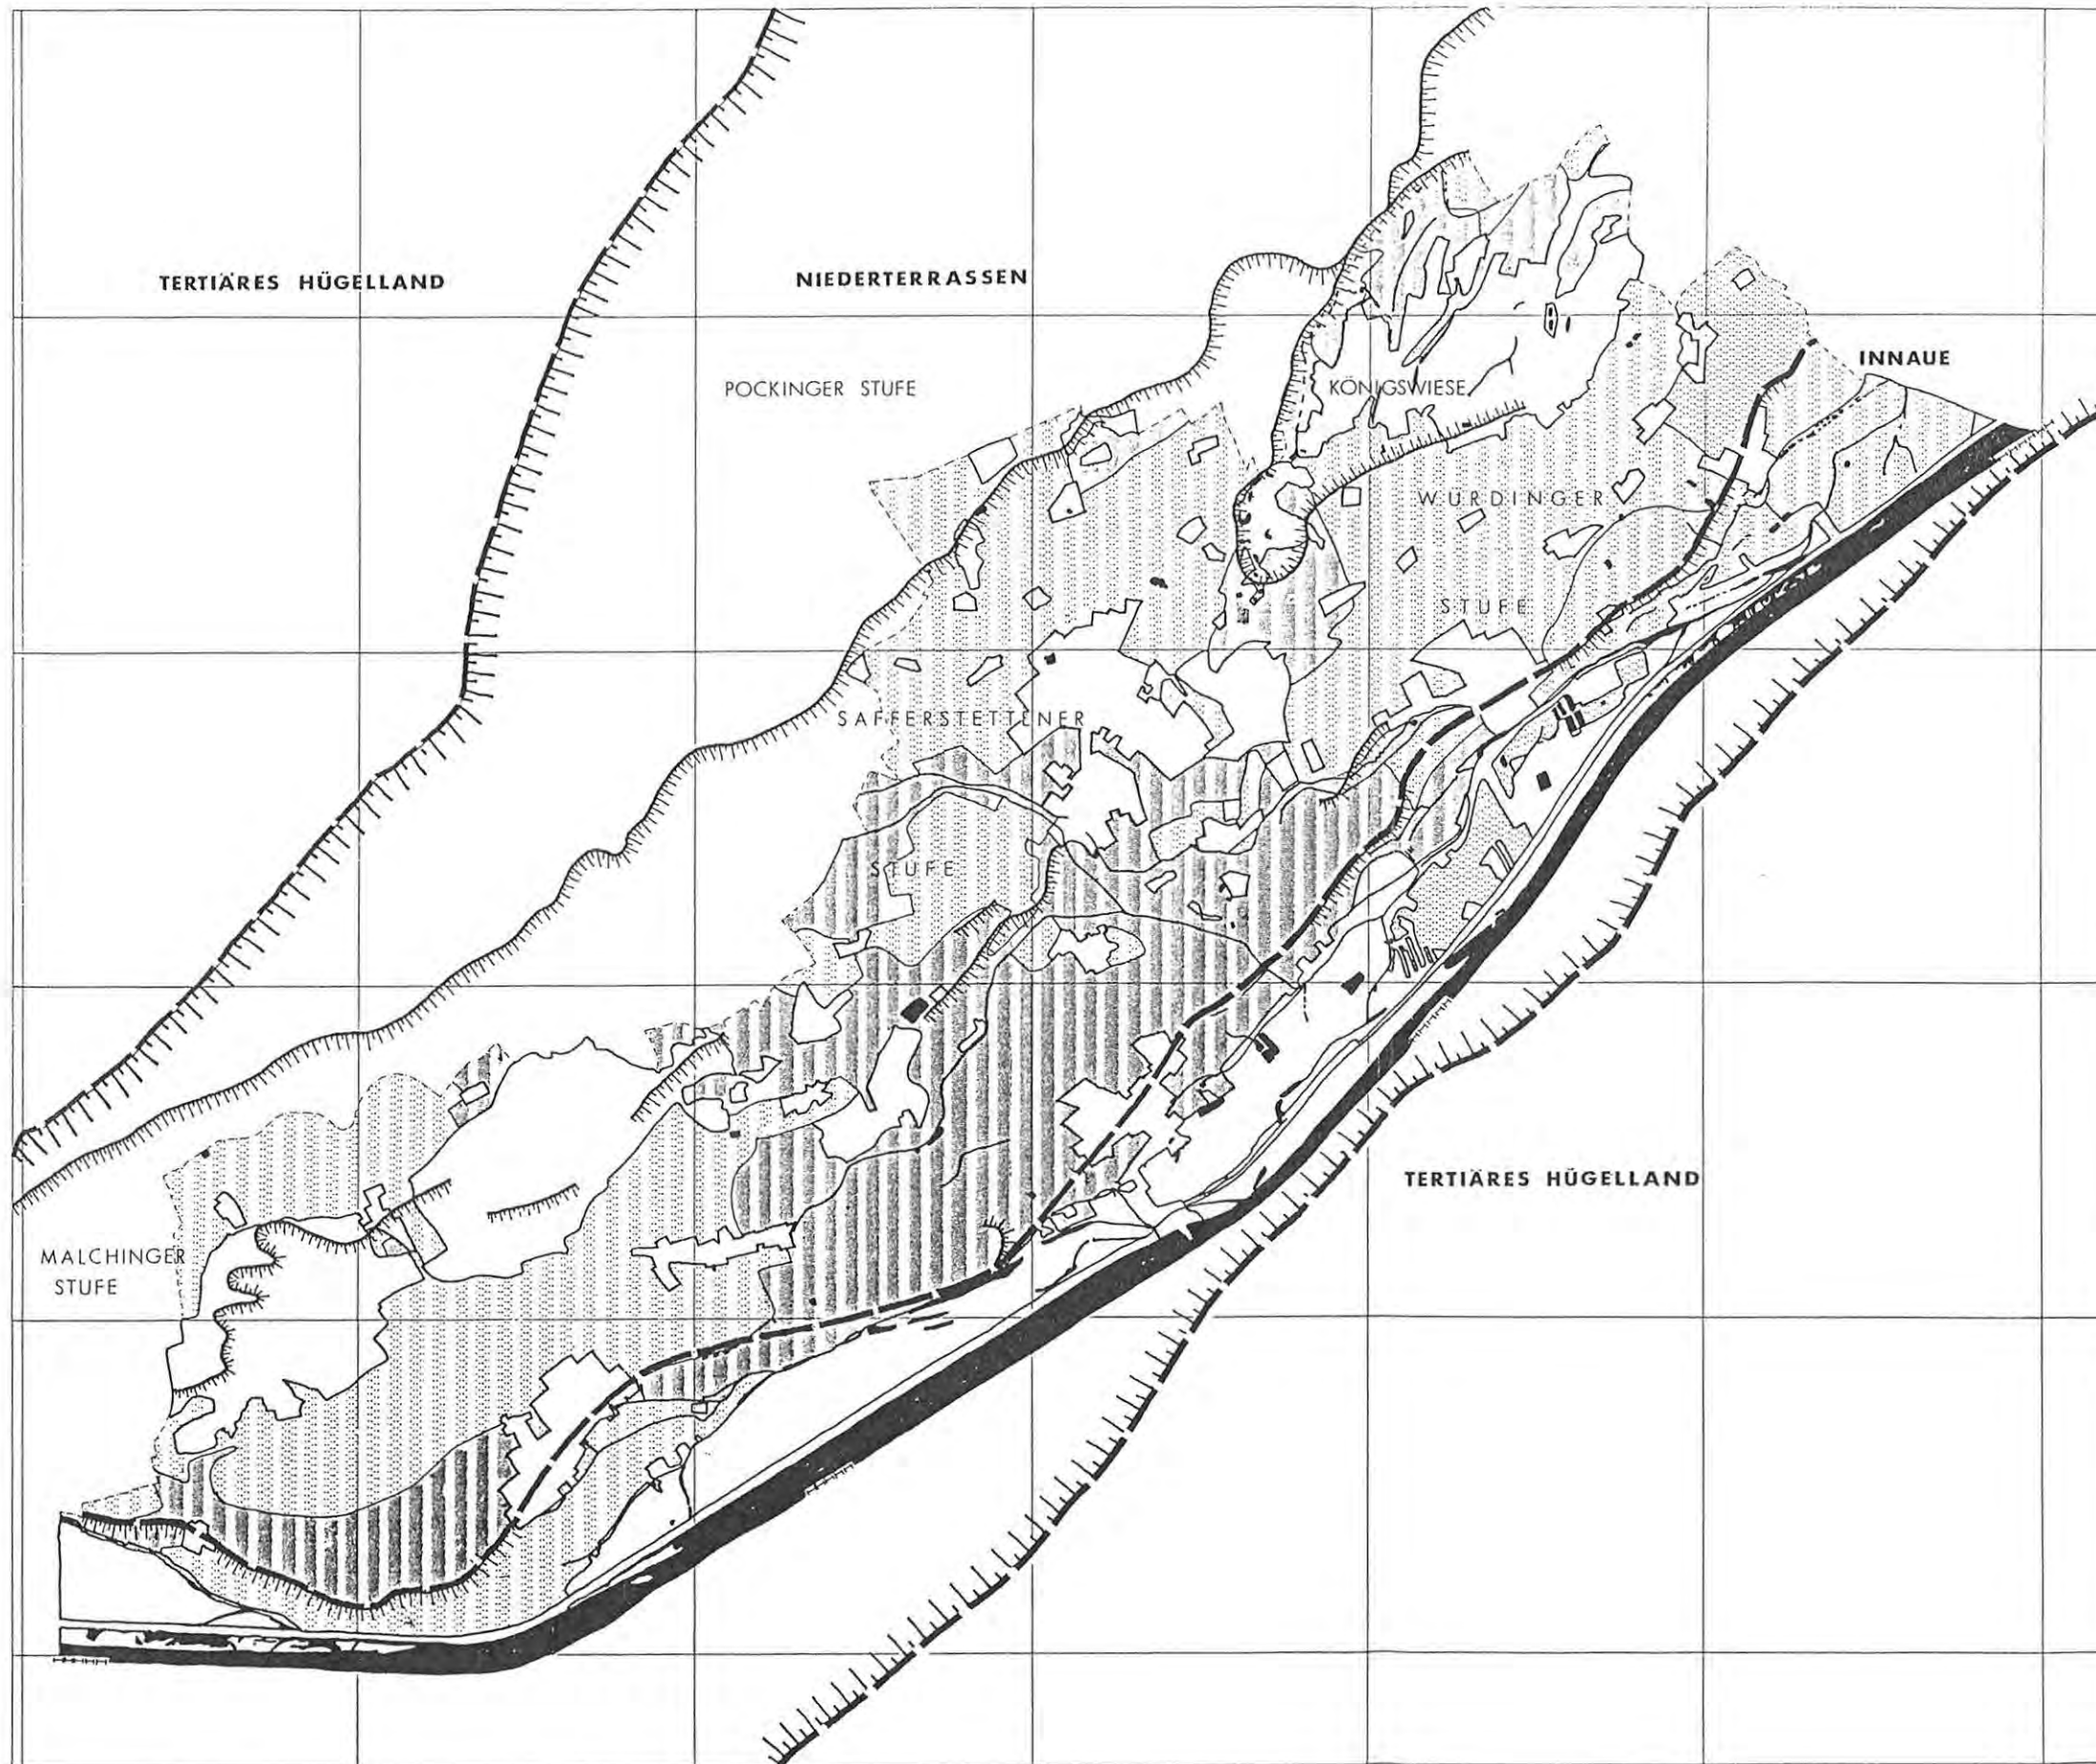 TERTIÄRES HÜGELLAND
NIEDERTERRASSEN
INNAUE
POCKINGER STUFE
KÖNIGSWIESE
WÜRDINGER
STUFE
SAFFERSTETTENER
STUFE
TERTIÄRES HÜGELLAND
MALCHINGER
STUFE